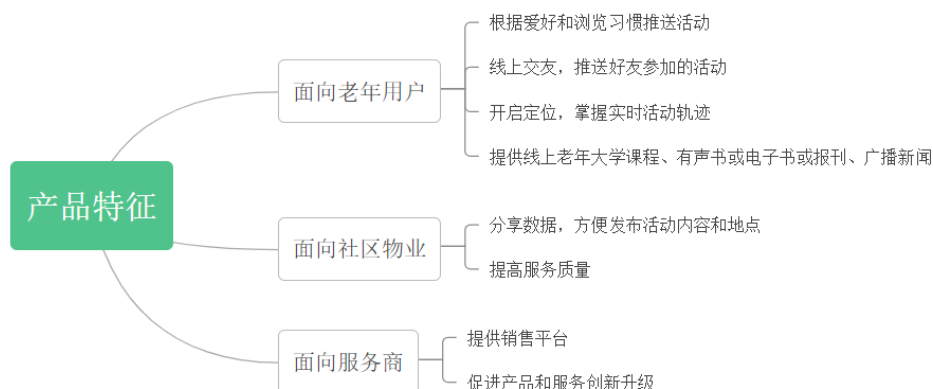 产品特征
面向老年用户
根据爱好和浏览习惯推送活动
线上交友，推送好友参加的活动
开启定位，掌握实时活动轨迹
提供线上老年大学课程、有声书或电子书或报刊、广播新闻
面向社区物业
分享数据，方便发布活动内容和地点
提高服务质量
面向服务商
提供销售平台
促进产品和服务创新升级